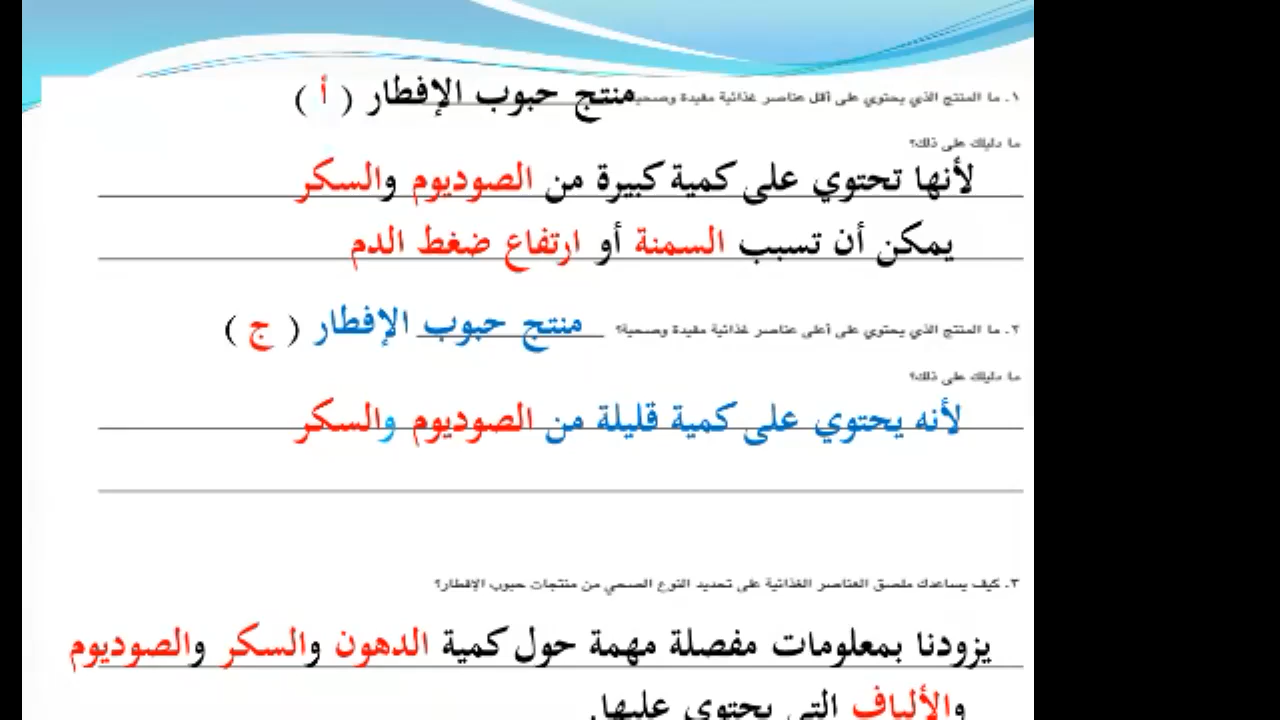 ١. ما المنتج الذي يحتوي على أقل عناصر غذائية مفيدة وصحية منتج حبوب الإفطار ( أ )
ما دليلك على ذلك؟
لأنها تحتوي على كمية كبيرة من الصوديوم والسكر
يمكن أن تسبب السمنة أو ارتفاع ضغط الدم
٢. ما المنتج الذي يحتوي على أعلى عناصر غذائية مفيدة وصحية؟ منتج حبوب الإفطار ( ج )
ما دليلك على ذلك؟
لأنه يحتوي على كمية قليلة من الصوديوم والسكر
٣. كيف يساعدك ملصق العناصر الغذائية على تحديد النوع الصحي من منتجات حبوب الإفطار؟
يزودنا بمعلومات مفصلة مهمة حول كمية الدهون والسكر والصوديوم
والألياف التي يحتوي عليها.